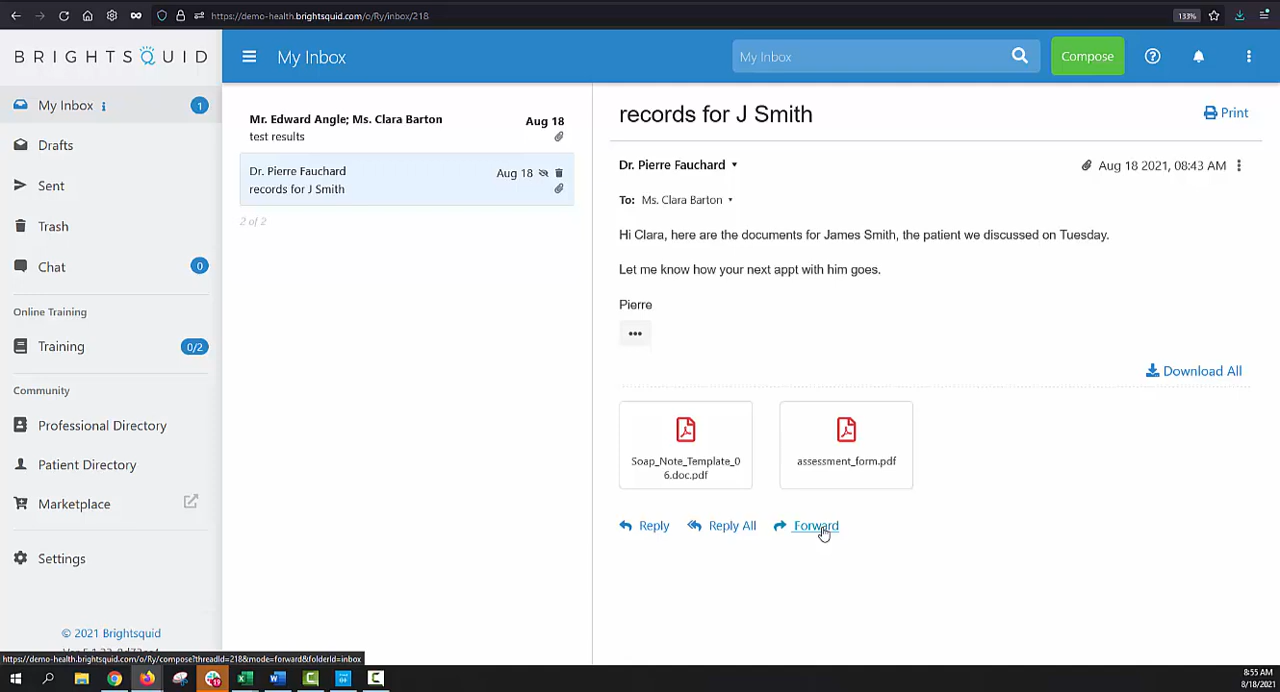 https://demo-health.brightsquid.com/o/Ry/inbox/218
133%
BRIGHTSQUID
My Inbox
My Inbox
Compose
My Inbox i 1
Drafts
Sent
Trash
Chat 0
Online Training
Training 0/2
Community
Professional Directory
Patient Directory
Marketplace
Settings
© 2021 Brightsquid
Mr. Edward Angle; Ms. Clara Barton Aug 18
test results
Dr. Pierre Fauchard Aug 18
records for J Smith
2 of 2
records for J Smith
Print
Dr. Pierre Fauchard
Aug 18 2021, 08:43 AM
To: Ms. Clara Barton
Hi Clara, here are the documents for James Smith, the patient we discussed on Tuesday.
Let me know how your next appt with him goes.
Pierre
•••
Download All
Soap_Note_Template_0
6.doc.pdf
assessment_form.pdf
Reply Reply All Forward
https://demo-health.brightsquid.com/o/Ry/compose?threadId=218&mode=forward&folderId=inbox
8:55 AM
8/18/2021